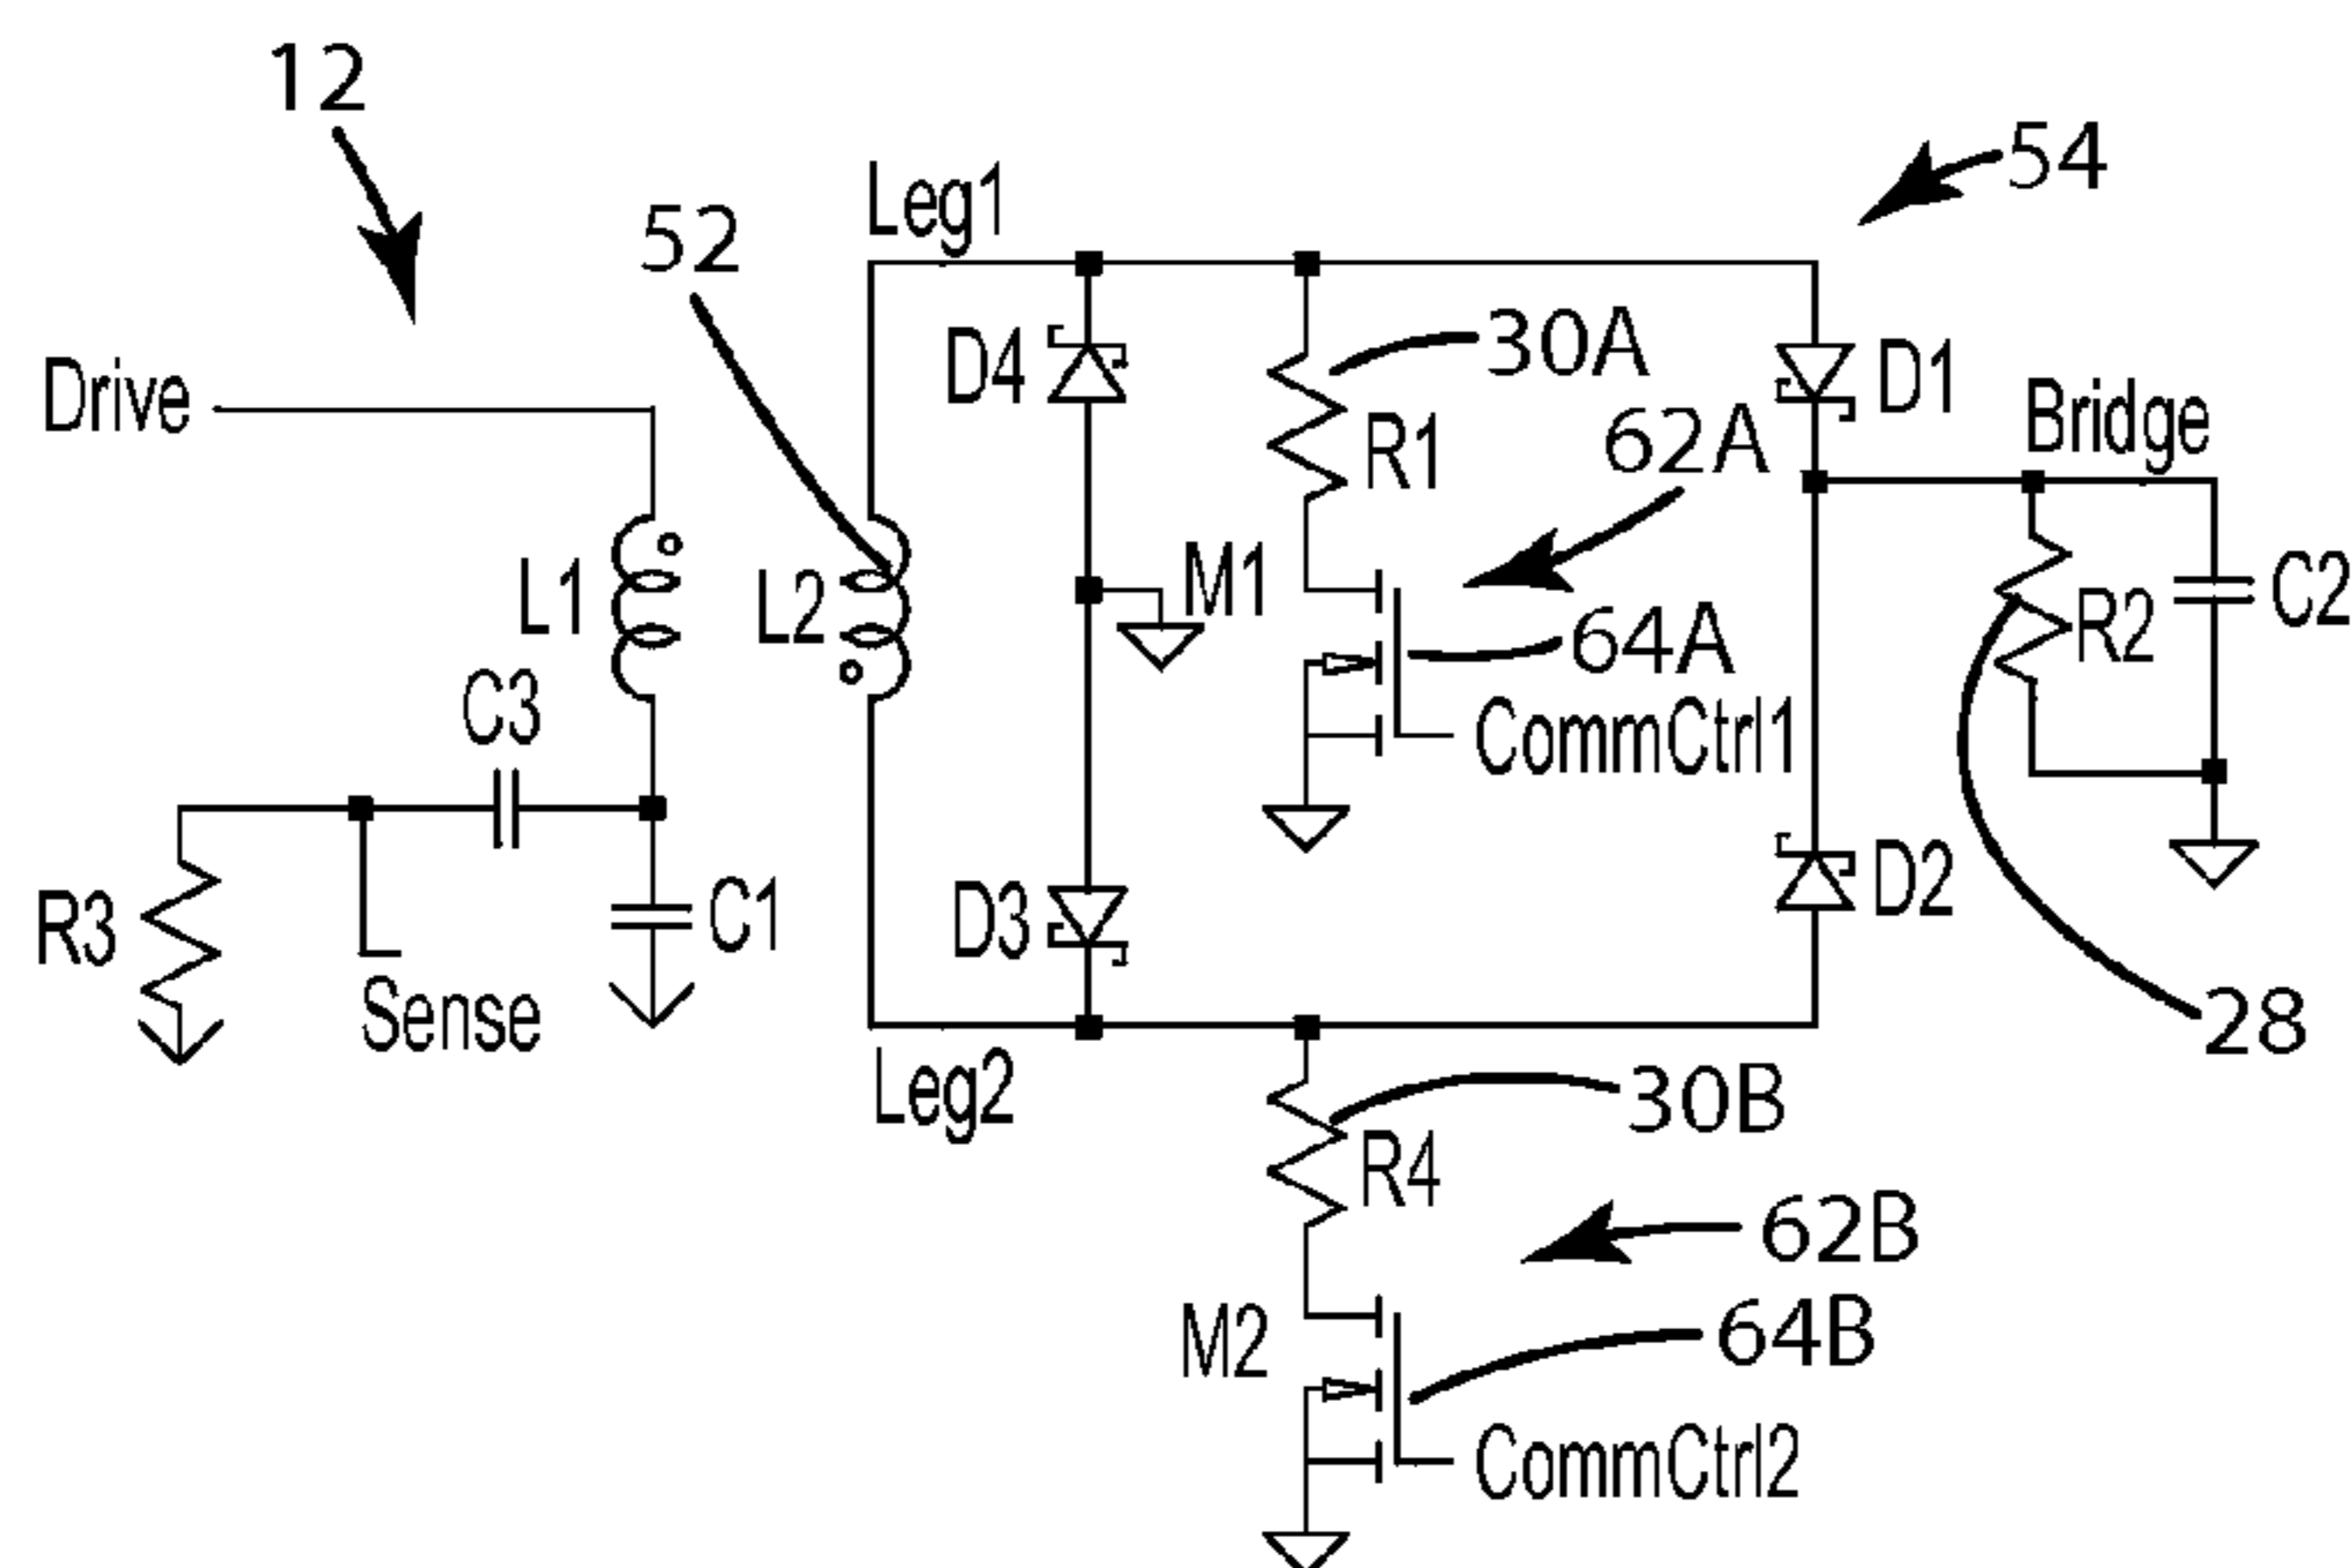 12
54
Leg1
52
30A
D4
D1
Drive
62A
Bridge
R1
L1
L2
M1
64A
R2
C2
C3
CommCtrl1
R3
C1
D3
D2
Sense
28
Leg2
30B
R4
62B
M2
64B
CommCtrl2